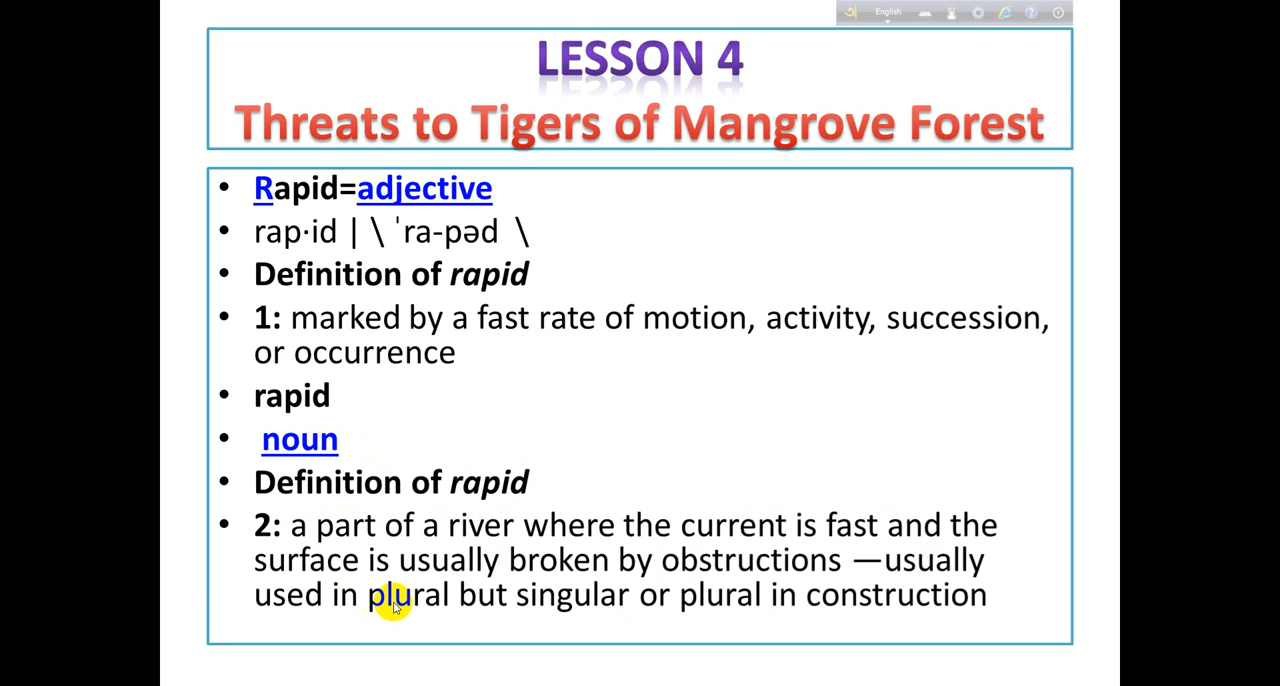 অ English
LESSON 4
Threats to Tigers of Mangrove Forest
• Rapid=adjective
• rap·id | \ ˈra-pəd \
• Definition of rapid
• 1: marked by a fast rate of motion, activity, succession,
or occurrence
• rapid
• noun
• Definition of rapid
• 2: a part of a river where the current is fast and the
surface is usually broken by obstructions —usually
used in plural but singular or plural in construction